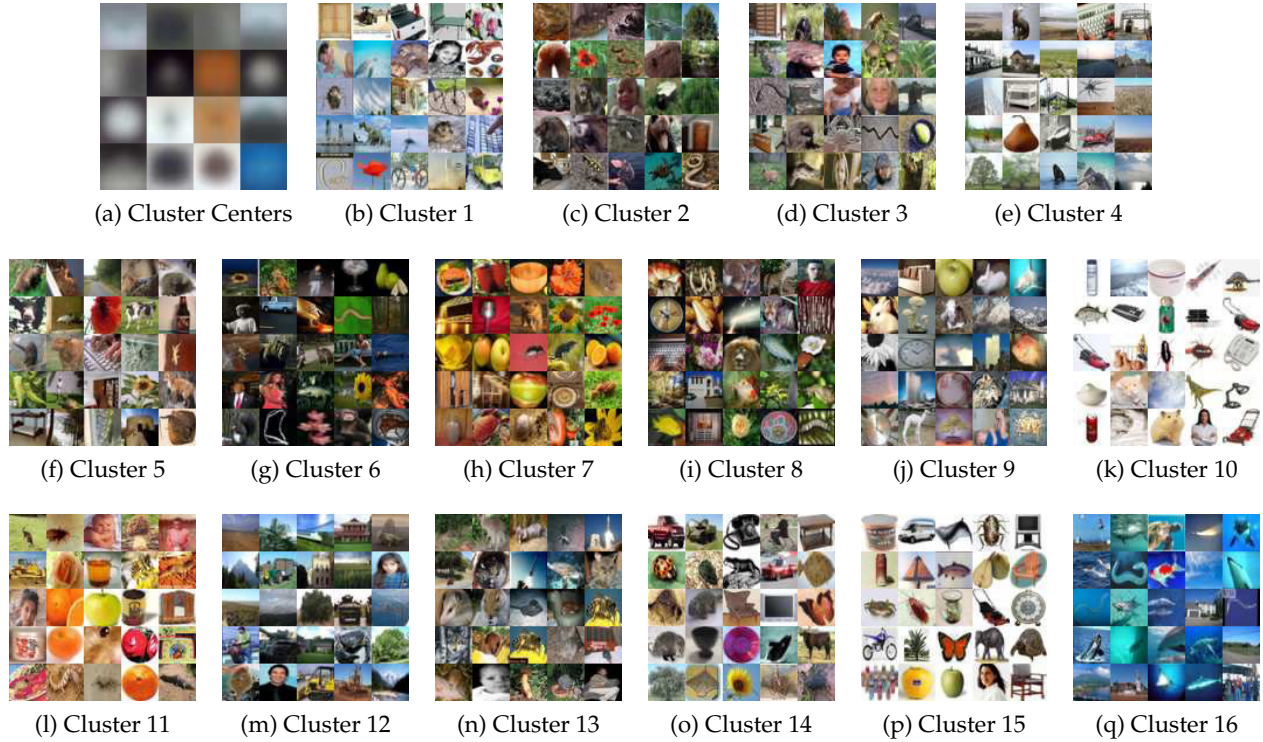 (a) Cluster Centers
(b) Cluster 1
(c) Cluster 2
(d) Cluster 3
(e) Cluster 4
(f) Cluster 5
(g) Cluster 6
(h) Cluster 7
(i) Cluster 8
(j) Cluster 9
(k) Cluster 10
(l) Cluster 11
(m) Cluster 12
(n) Cluster 13
(o) Cluster 14
(p) Cluster 15
(q) Cluster 16